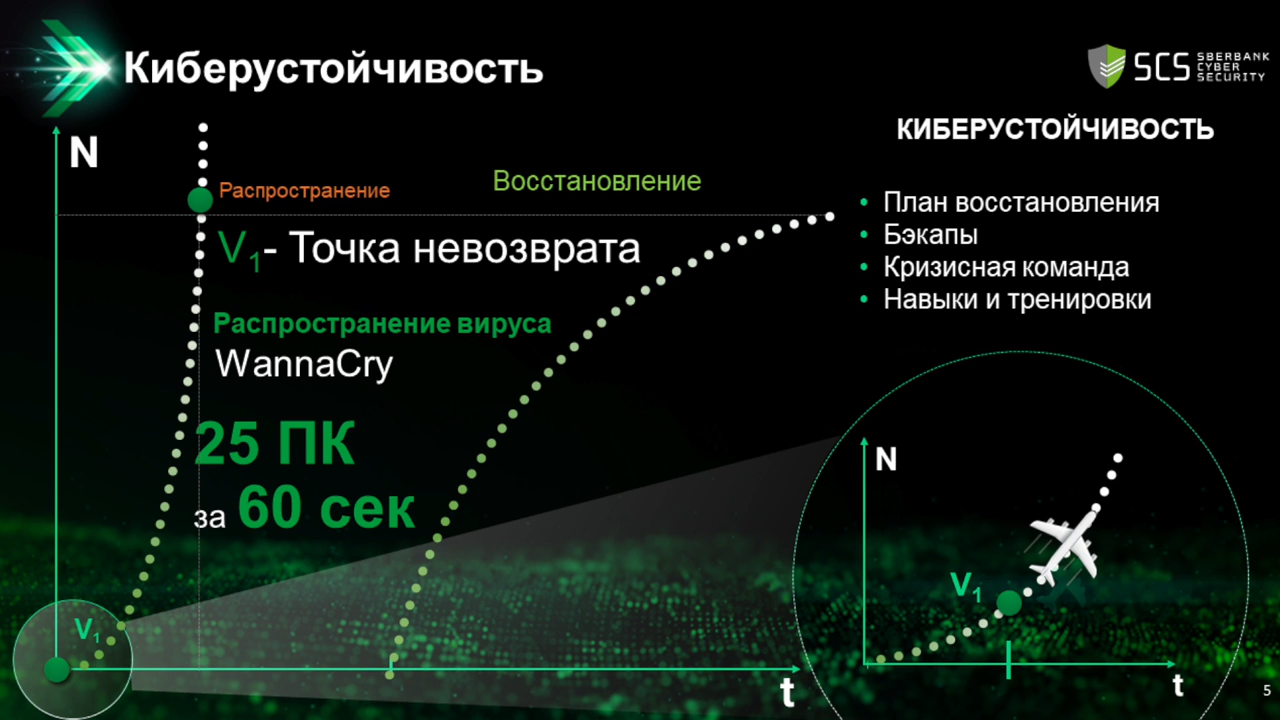 Киберустойчивость
SCS SBERBANK
CYBER
SECURITY
N
Распространение
Восстановление
V1- Точка невозврата
Распространение вируса
WannaCry
25 ПК
за 60 сек
V1
t
КИБЕРУСТОЙЧИВОСТЬ
• План восстановления
• Бэкапы
• Кризисная команда
• Навыки и тренировки
N
V1
t
5